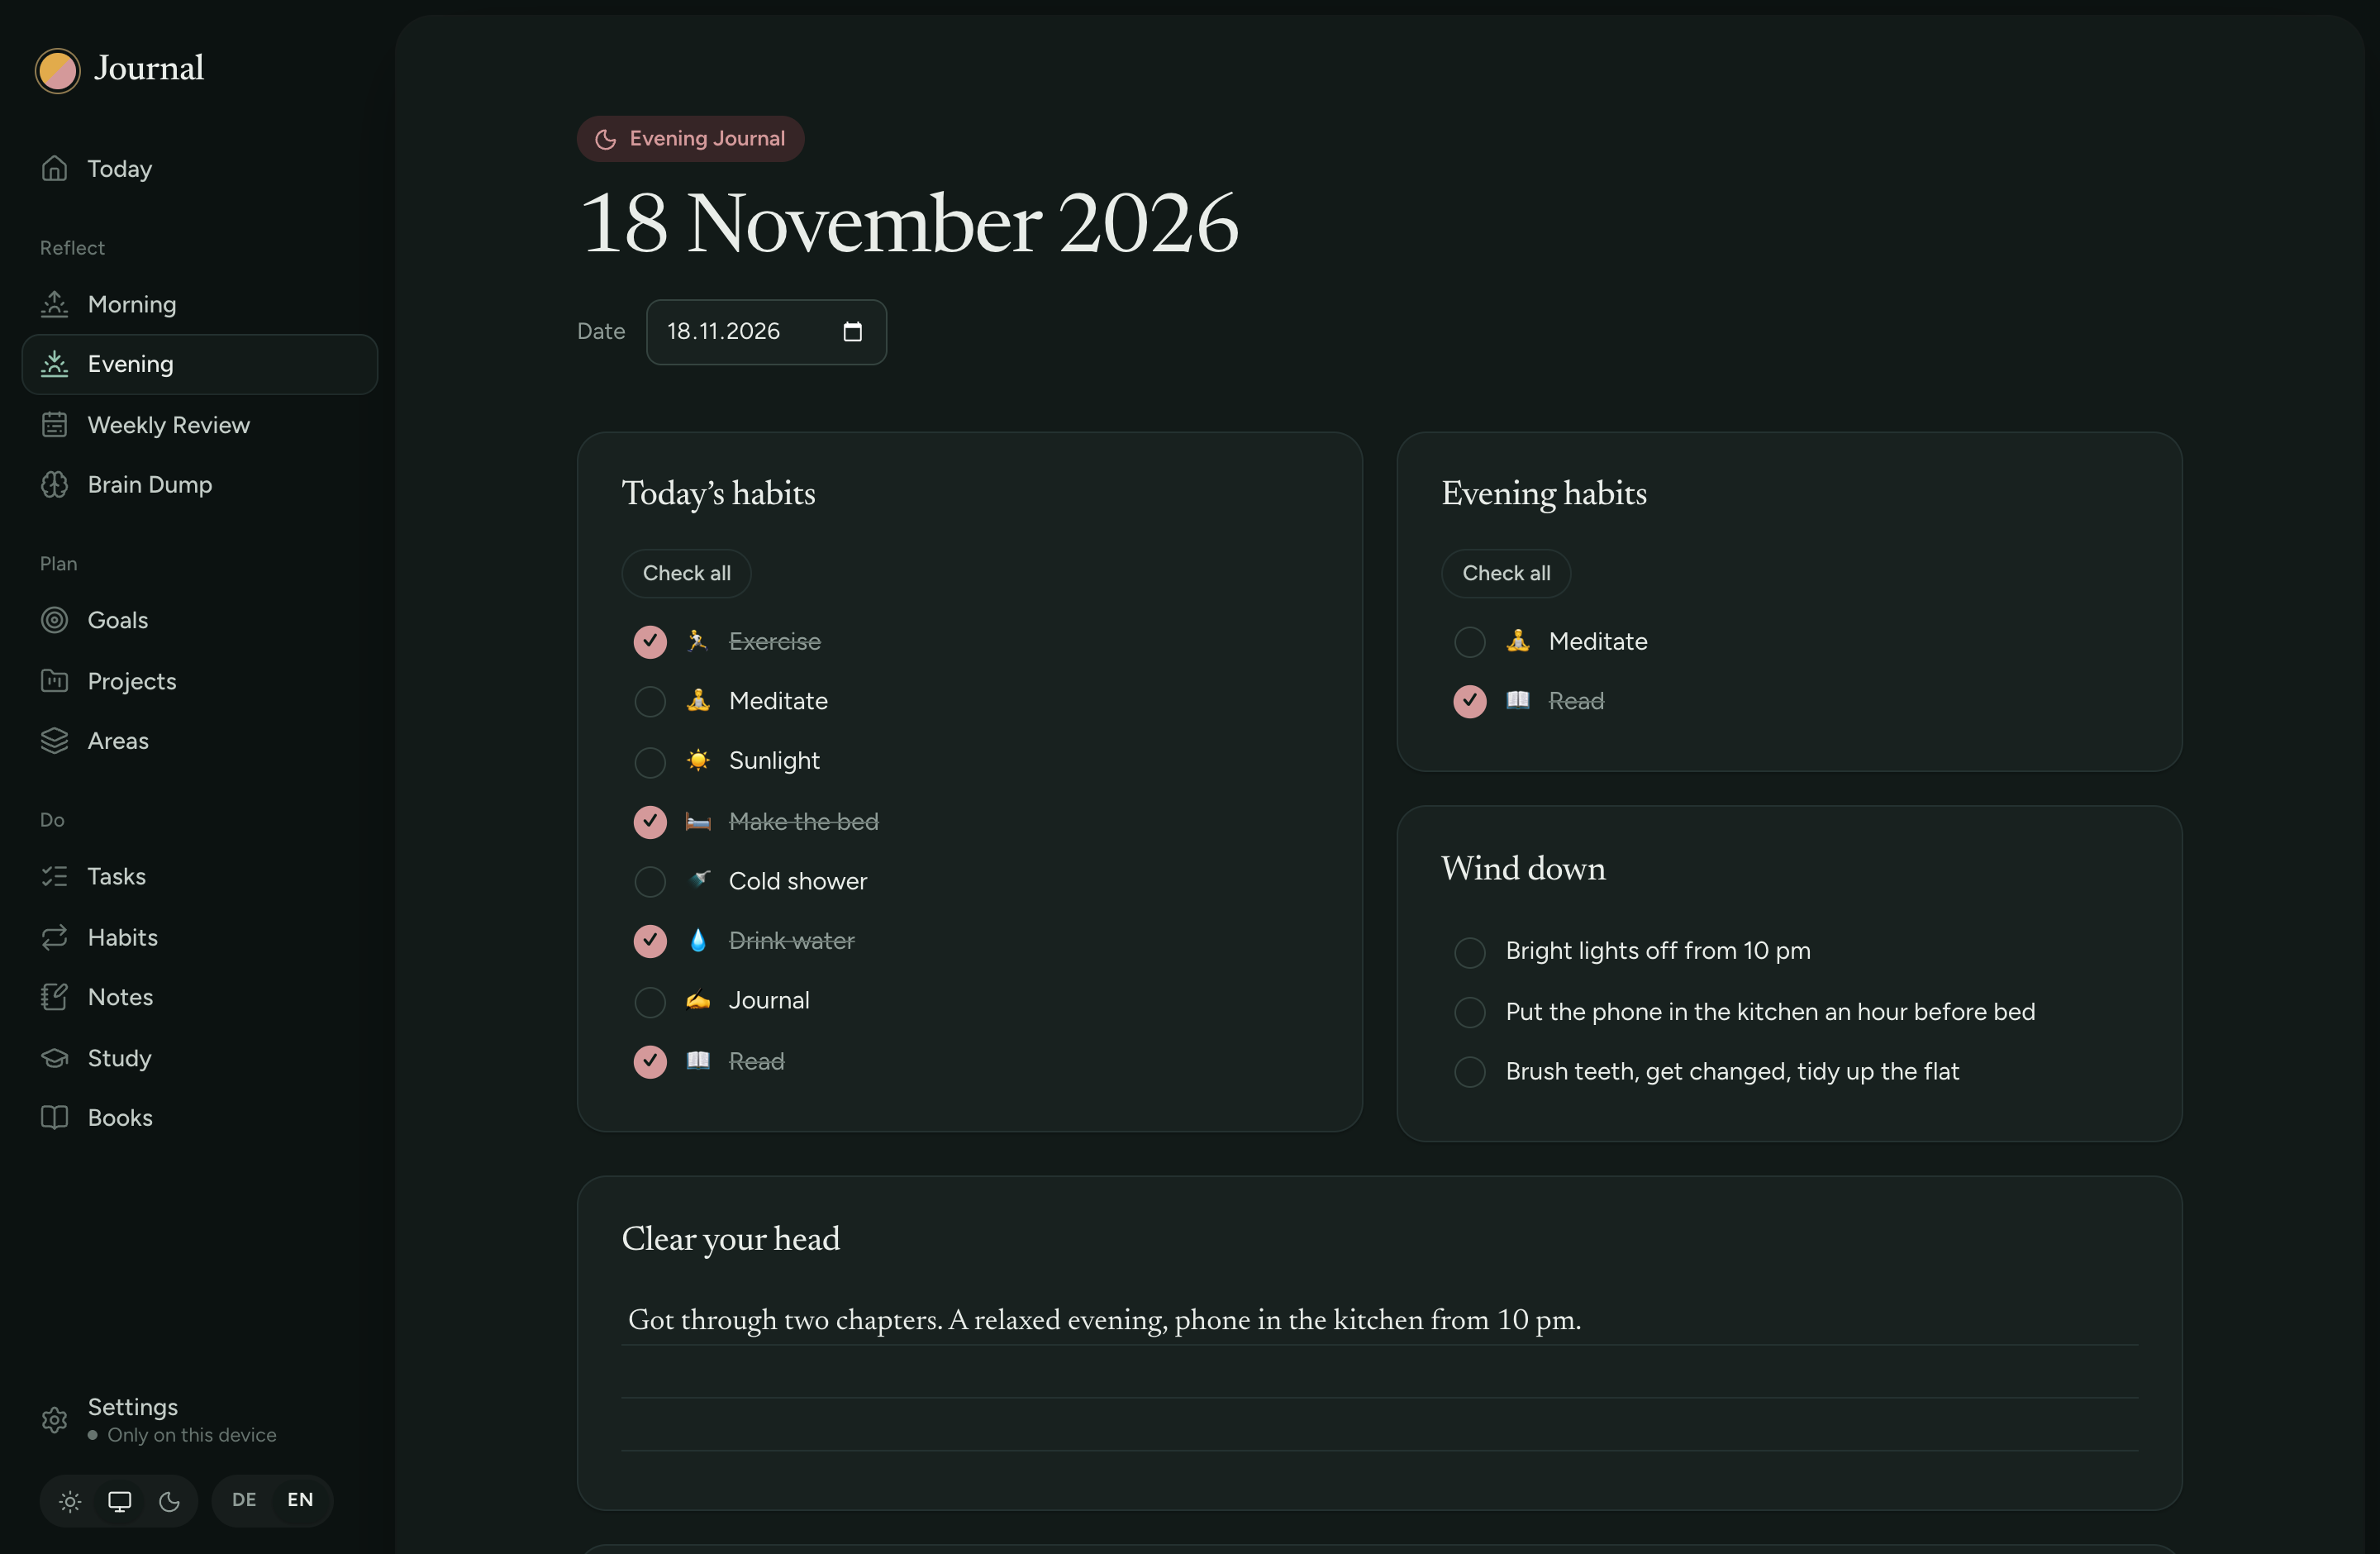 Journal
Today
Reflect
Morning
Evening
Weekly Review
Brain Dump
Plan
Goals
Projects
Areas
Do
Tasks
Habits
Notes
Study
Books
Settings
Only on this device
DE EN
Evening Journal
18 November 2026
Date 18.11.2026
Today’s habits
Check all
Exercise
Meditate
Sunlight
Make the bed
Cold shower
Drink water
Journal
Read
Evening habits
Check all
Meditate
Read
Wind down
Bright lights off from 10 pm
Put the phone in the kitchen an hour before bed
Brush teeth, get changed, tidy up the flat
Clear your head
Got through two chapters. A relaxed evening, phone in the kitchen from 10 pm.